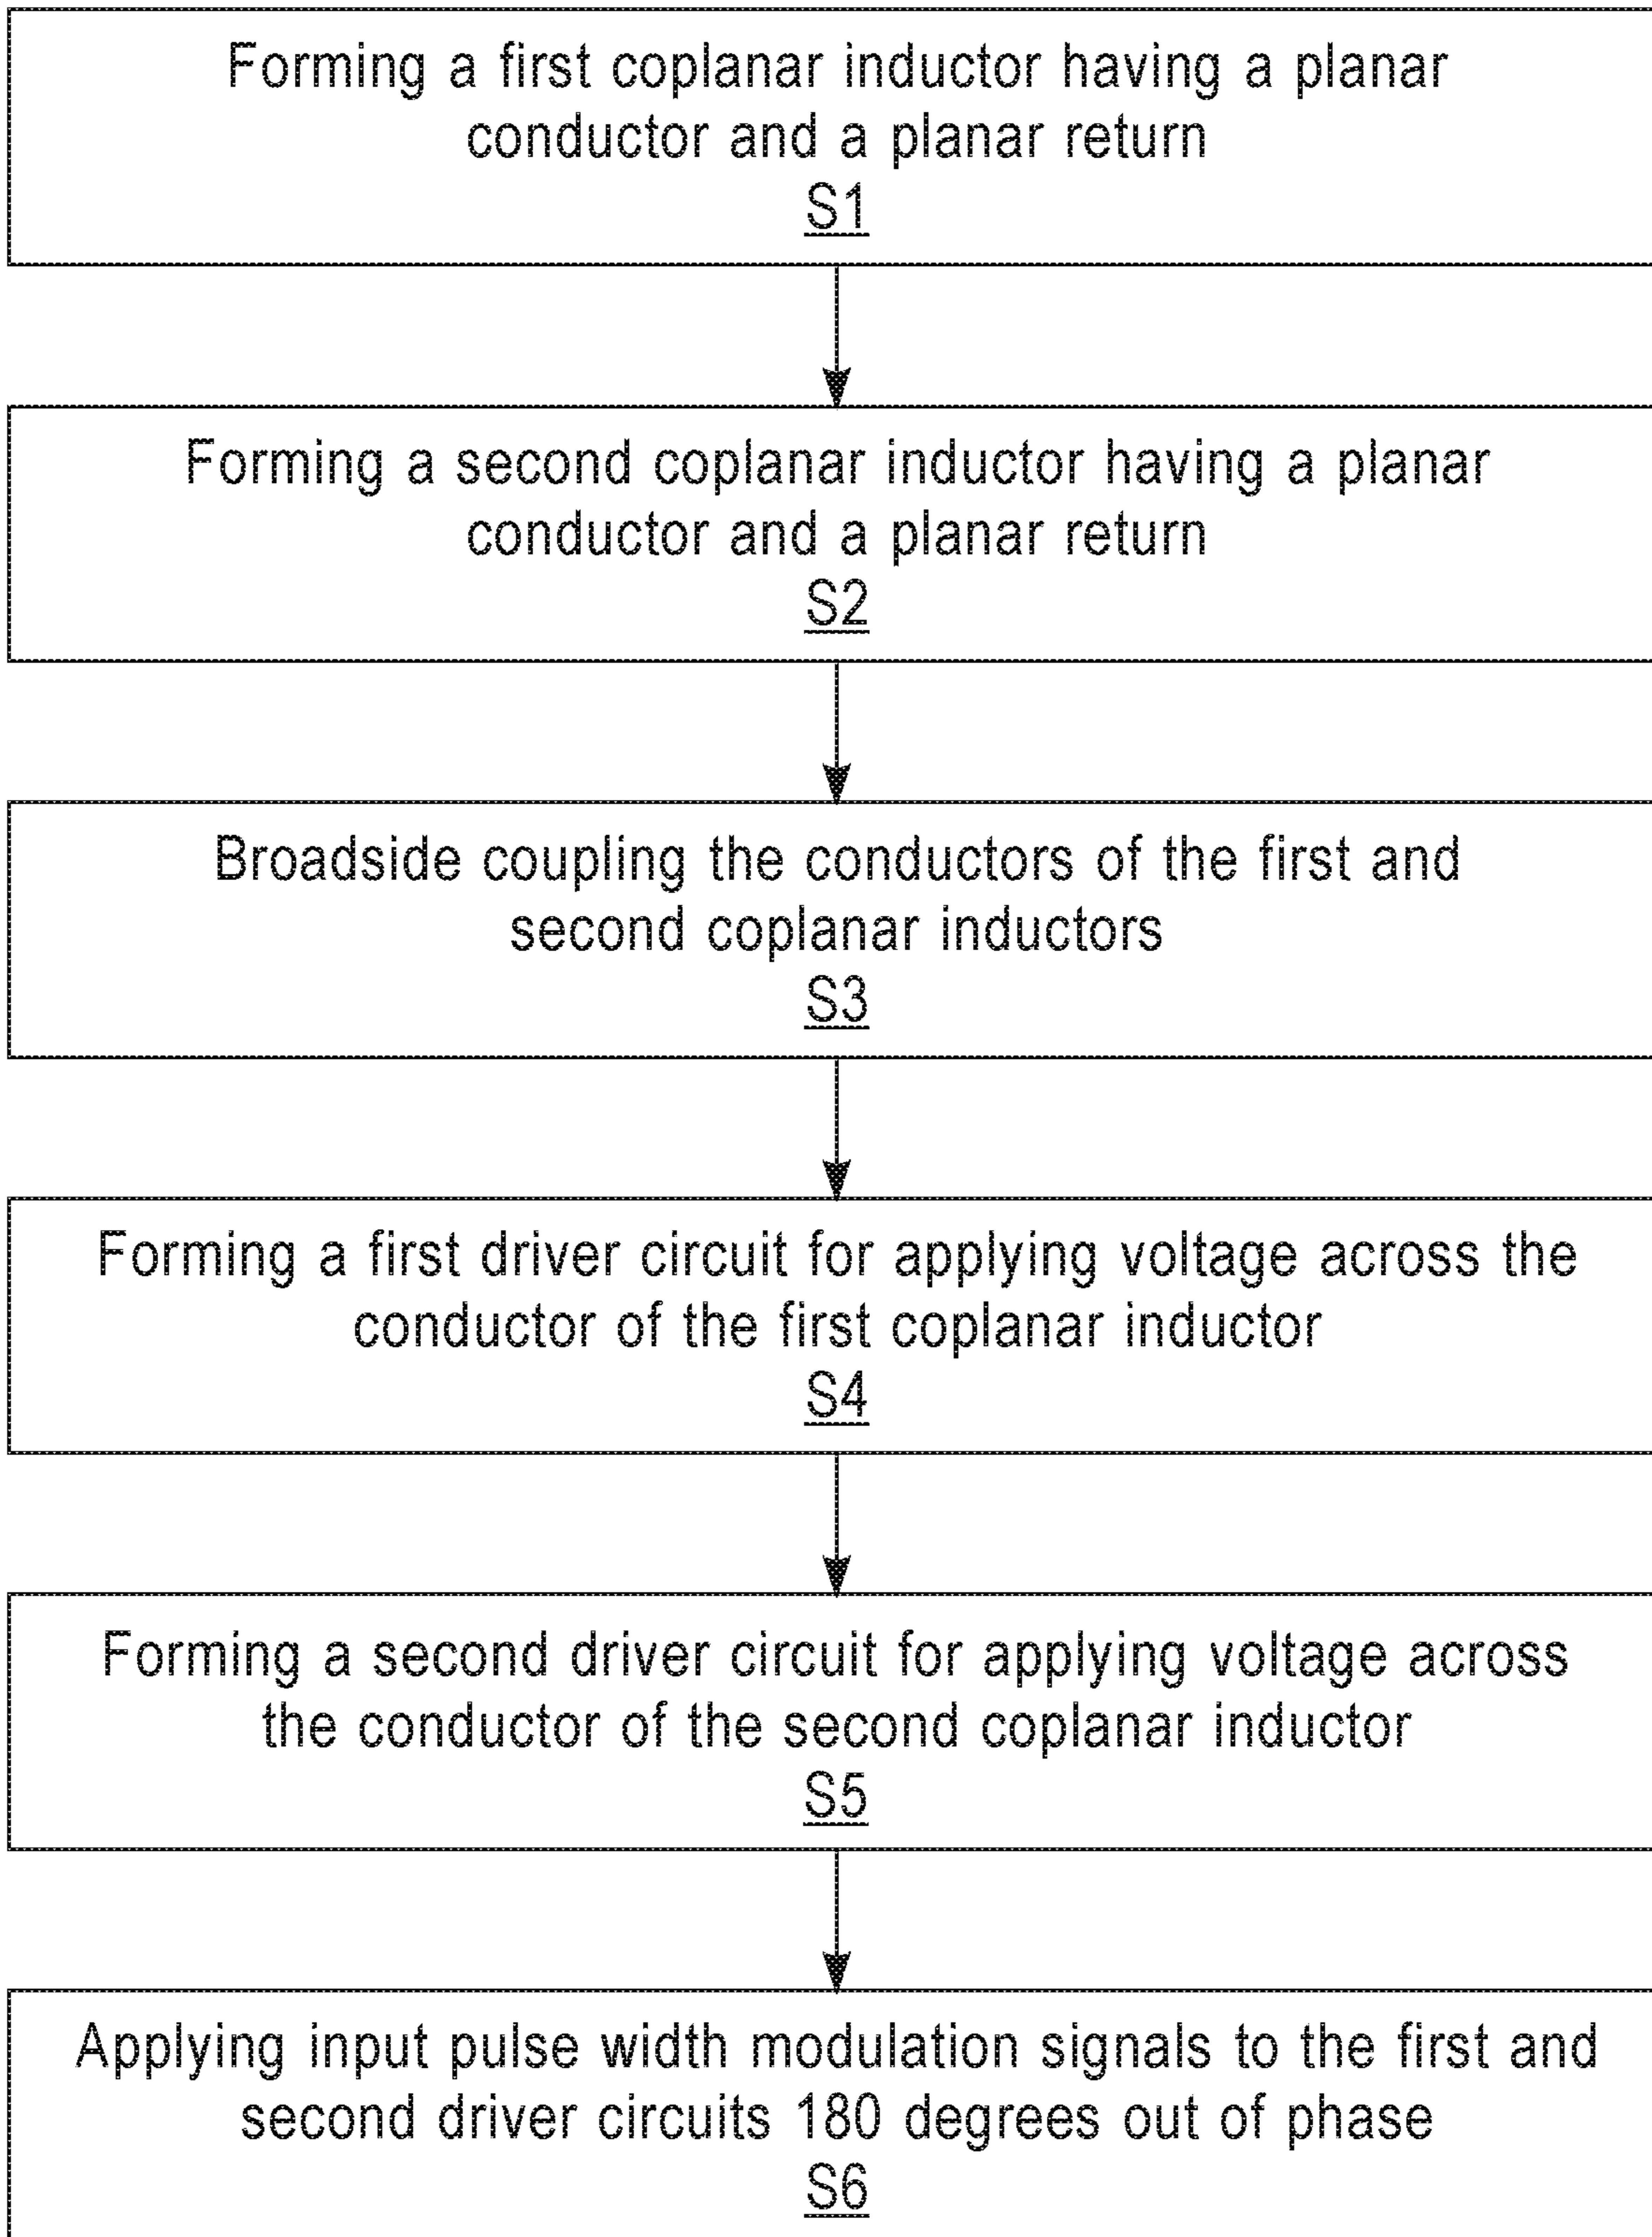 Forming a first coplanar inductor having a planar
conductor and a planar return
S1
Forming a second coplanar inductor having a planar
conductor and a planar return
S2
Broadside coupling the conductors of the first and
second coplanar inductors
S3
Forming a first driver circuit for applying voltage across the
conductor of the first coplanar inductor
S4
Forming a second driver circuit for applying voltage across
the conductor of the second coplanar inductor
S5
Applying input pulse width modulation signals to the first and
second driver circuits 180 degrees out of phase
S6